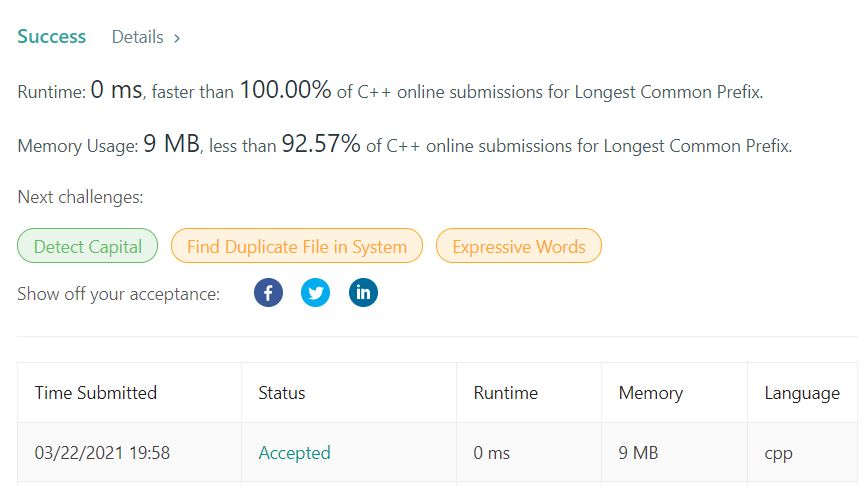 Success Details >
Runtime: 0 ms, faster than 100.00% of C++ online submissions for Longest Common Prefix.
Memory Usage: 9 MB, less than 92.57% of C++ online submissions for Longest Common Prefix.
Next challenges:
Detect Capital Find Duplicate File in System Expressive Words
Show off your acceptance: f in
Time Submitted Status Runtime Memory Language
03/22/2021 19:58 Accepted 0 ms 9 MB cpp